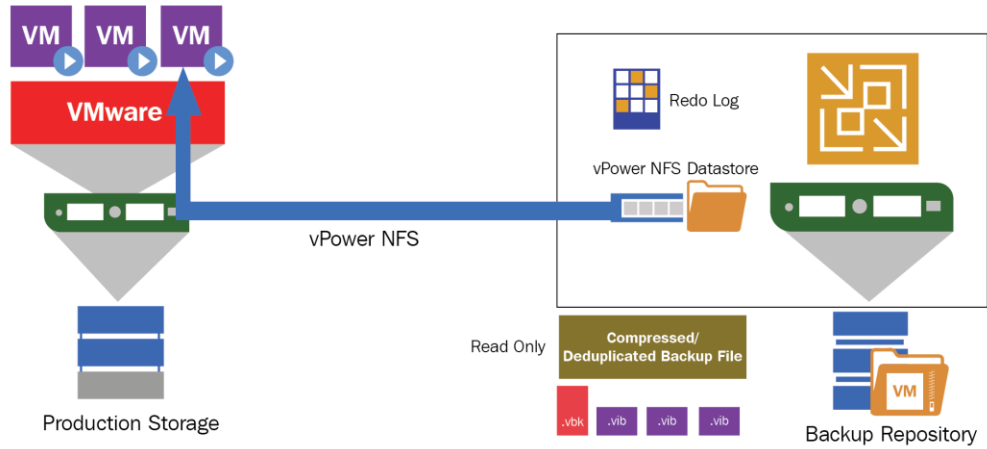 VM
VM
VM
VMware
Redo Log
vPower NFS Datastore
vPower NFS
Read Only
Compressed/
Deduplicated Backup File
.vbk
.vib
.vib
.vib
VM
Production Storage
Backup Repository